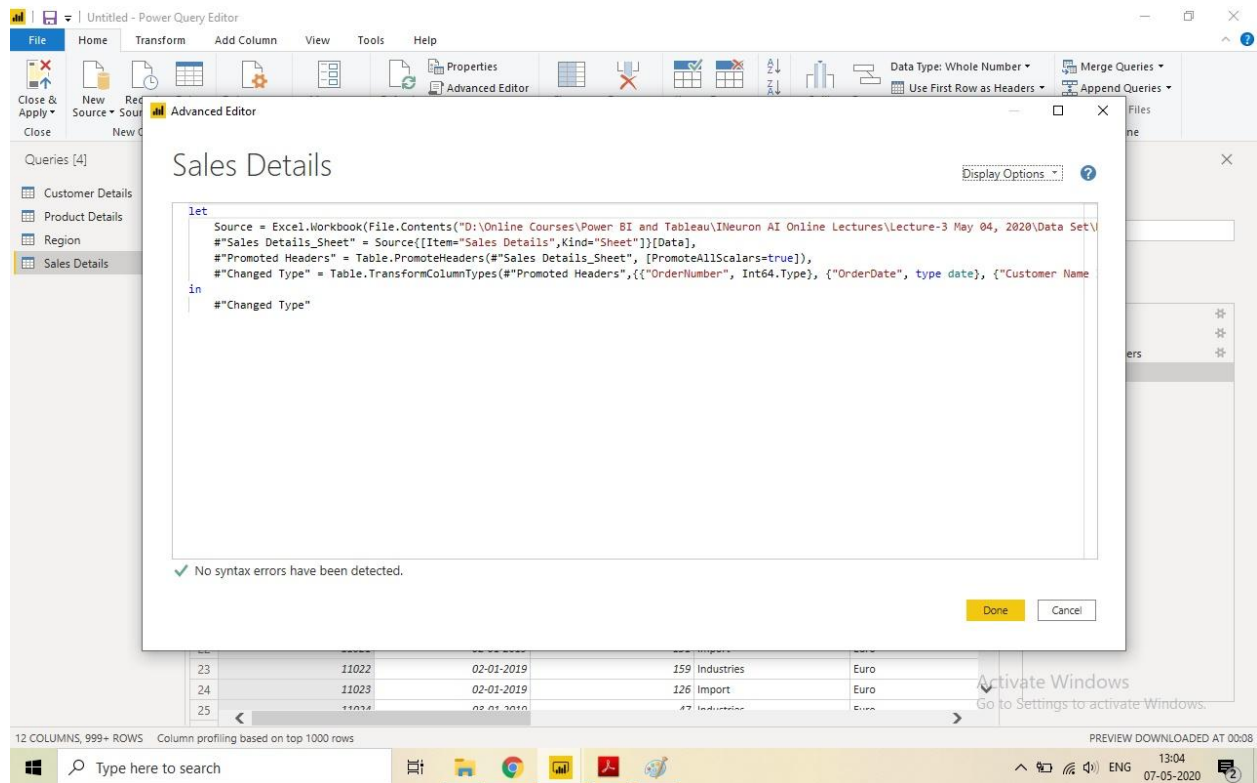 Untitled - Power Query Editor
File Home Transform Add Column View Tools Help
Properties
Advanced Editor
Data Type: Whole Number
Use First Row as Headers
Merge Queries
Append Queries
Files
Close &
Apply
New
Source
Close
Advanced Editor
Queries [4]
Customer Details
Product Details
Region
Sales Details
Sales Details
Display Options
let
Source = Excel.Workbook(File.Contents("D:\Online Courses\Power BI and Tableau\INeuron AI Online Lectures\Lecture-3 May 04, 2020\Data Set\
#"Sales Details_Sheet" = Source{[Item="Sales Details",Kind="Sheet"]}[Data],
#"Promoted Headers" = Table.PromoteHeaders(#"Sales Details_Sheet", [PromoteAllScalars=true]),
#"Changed Type" = Table.TransformColumnTypes(#"Promoted Headers",{{"OrderNumber", Int64.Type}, {"OrderDate", type date}, {"Customer Name
in
#"Changed Type"
No syntax errors have been detected.
Done Cancel
23 11022 02-01-2019 159 Industries Euro
24 11023 02-01-2019 126 Import Euro
25
Activate Windows
Go to Settings to activate Windows.
12 COLUMNS, 999+ ROWS Column profiling based on top 1000 rows PREVIEW DOWNLOADED AT 00:08
Type here to search
ENG 13:04
07-05-2020
2